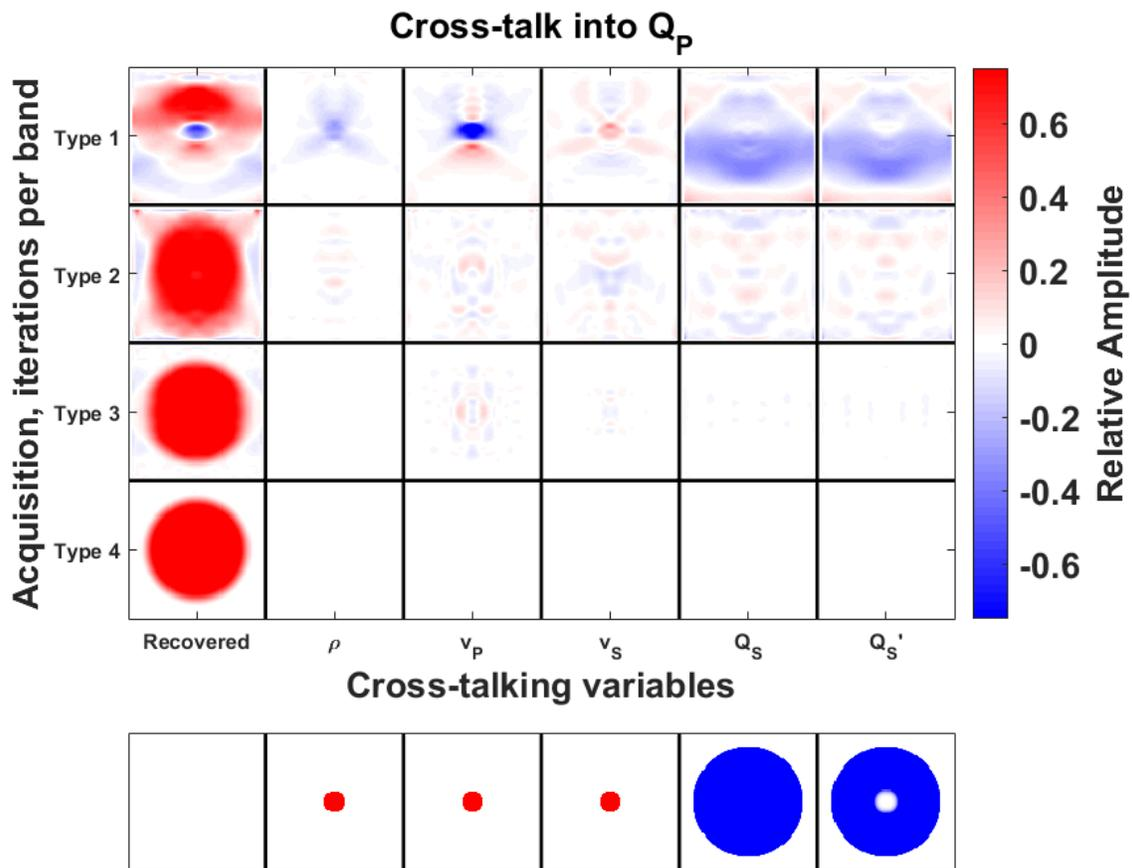 Cross-talk into Q_P
Acquisition, iterations per band
Type 1
Type 2
Type 3
Type 4
Recovered ρ v_P v_S Q_S Q_S'
Cross-talking variables
0.6
0.4
0.2
0
-0.2
-0.4
-0.6
Relative Amplitude